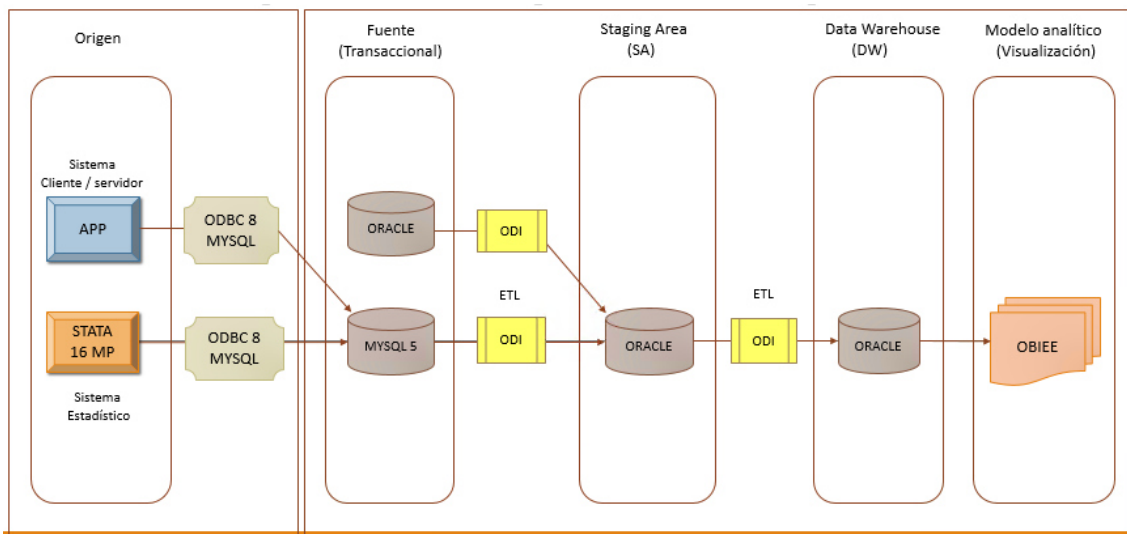 Origen
Fuente
(Transaccional)
Staging Area
(SA)
Data Warehouse
(DW)
Modelo analítico
(Visualización)
Sistema
Cliente / servidor
APP
ODBC 8
MYSQL
ORACLE
ODI
STATA
16 MP
ODBC 8
MYSQL
MYSQL 5
ETL
ODI
ORACLE
ETL
ODI
ORACLE
OBIEE
Sistema
Estadístico